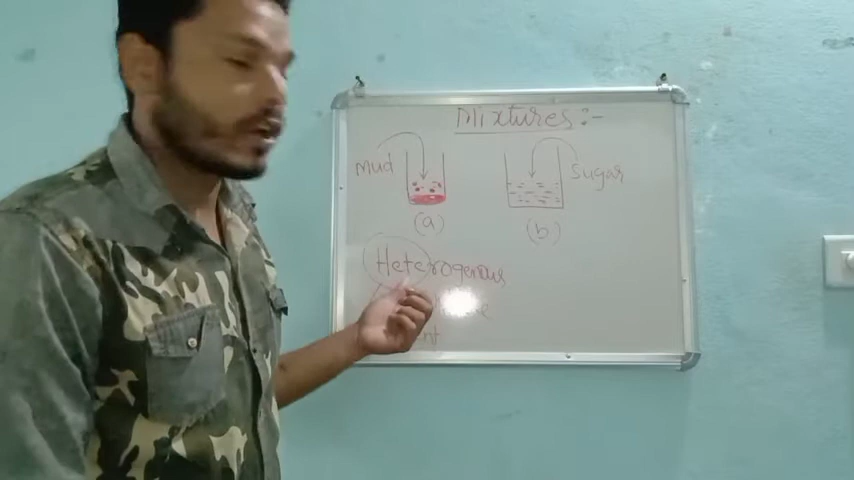 Mixtures :-
Mud
Sugar
(a)
(b)
Heterogenous